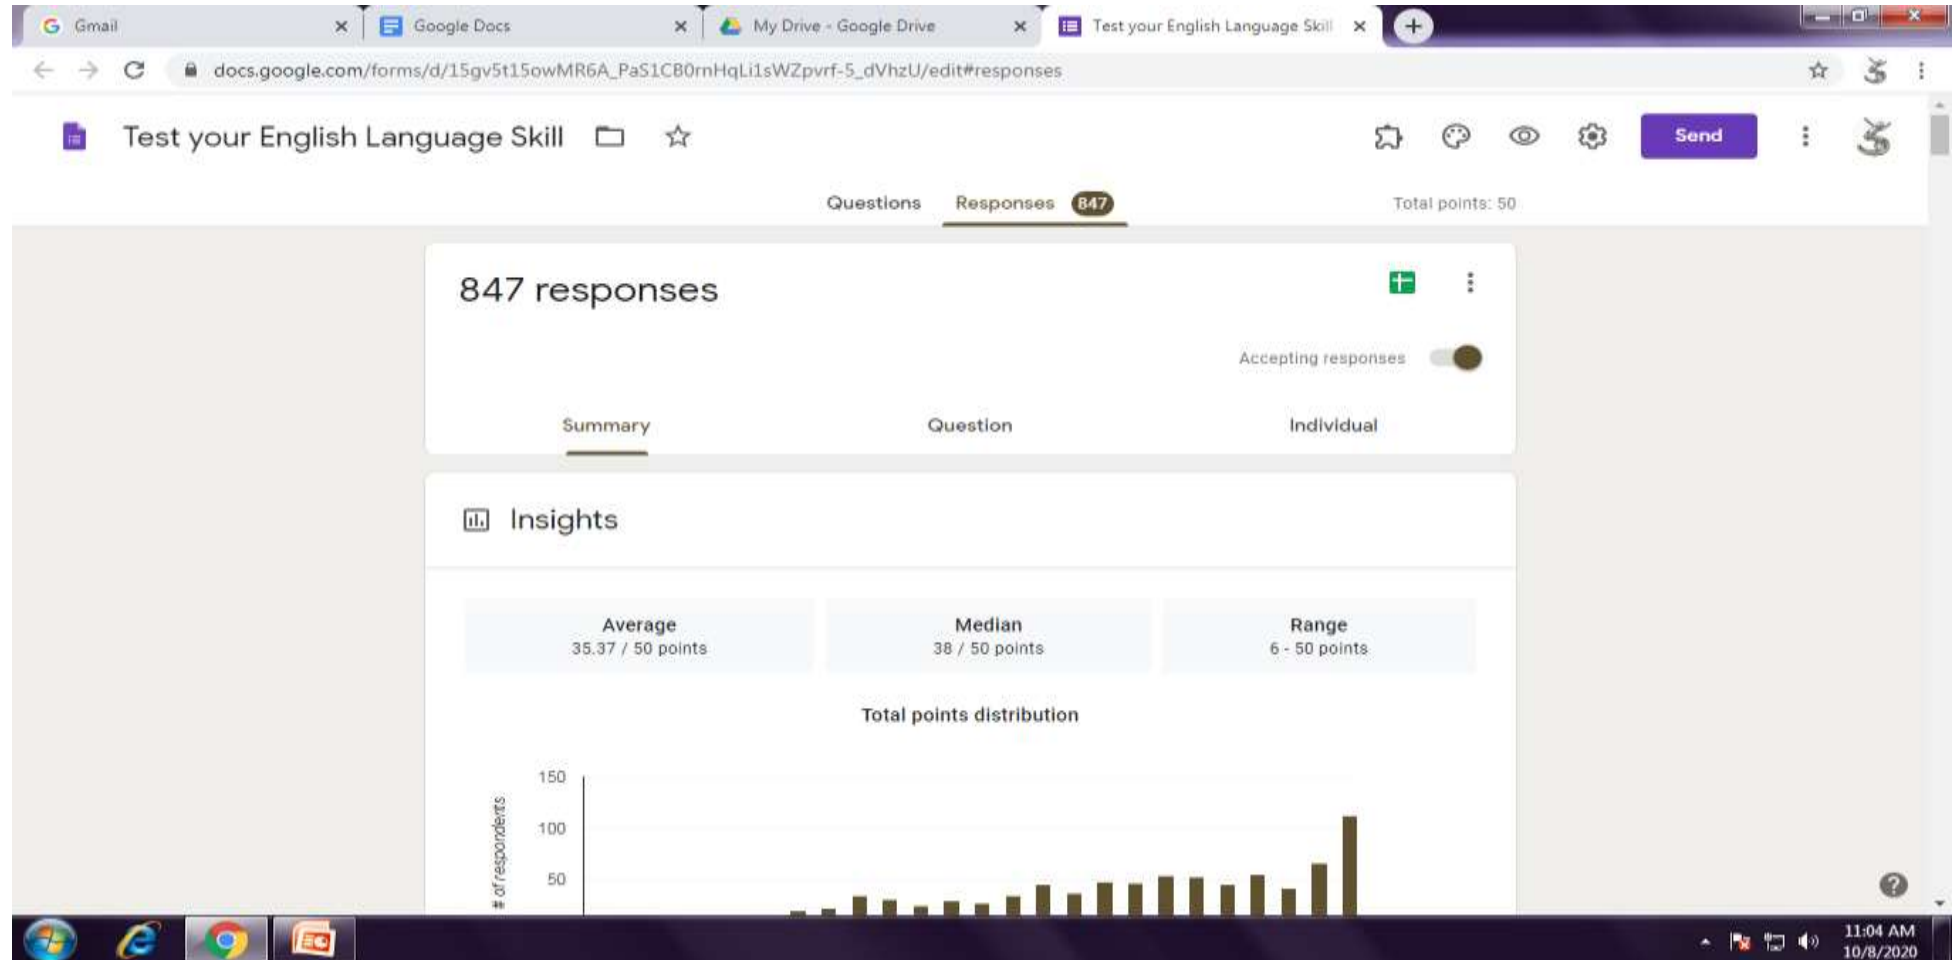 Gmail
Google Docs
My Drive - Google Drive
Test your English Language Skill
docs.google.com/forms/d/15gv5t15owMR6A_PaS1CB0rnHqLi1sWZpvrf-5_dVhzU/edit#responses
Test your English Language Skill
Send
Questions
Responses 847
Total points: 50
847 responses
Accepting responses
Summary
Question
Individual
Insights
Average
35.37 / 50 points
Median
38 / 50 points
Range
6 - 50 points
Total points distribution
# of respondents
150
100
50
11:04 AM
10/8/2020